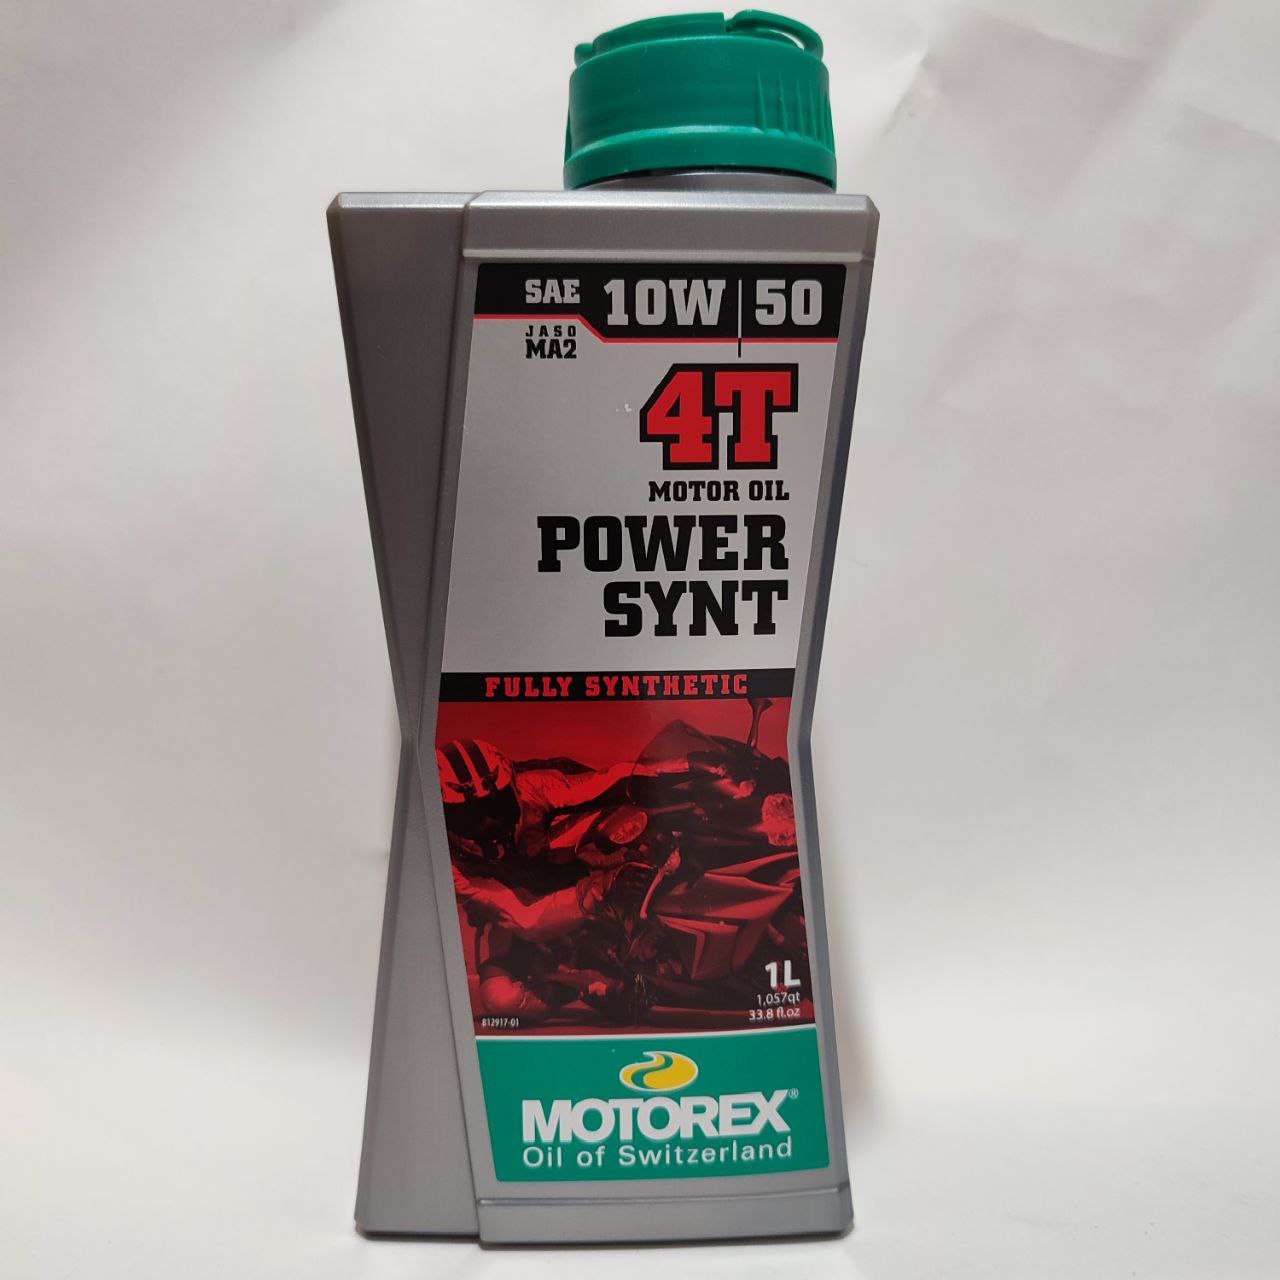 SAE 10W 50
JASO
MA2
4T
MOTOR OIL
POWER
SYNT
FULLY SYNTHETIC
1L
1,057qt
33.8 fl.oz
812917-01
MOTOREX®
Oil of Switzerland